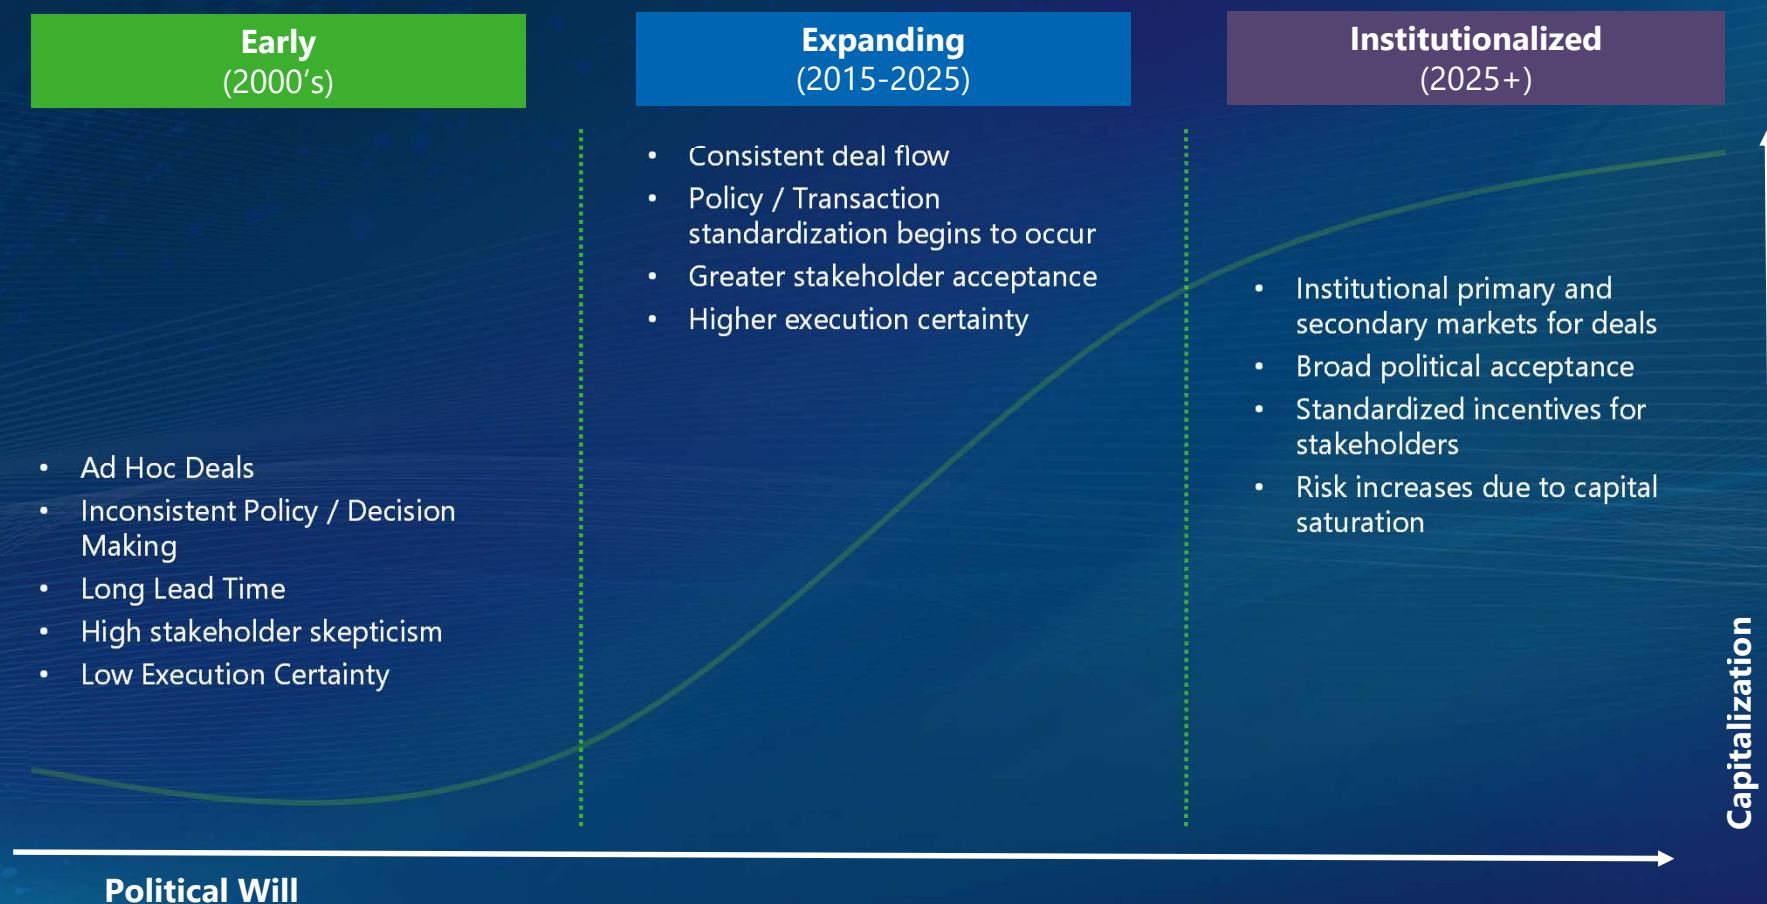 Early
(2000's)
Expanding
(2015-2025)
Institutionalized
(2025+)
• Ad Hoc Deals
• Inconsistent Policy / Decision
Making
• Long Lead Time
• High stakeholder skepticism
• Low Execution Certainty
• Consistent deal flow
• Policy / Transaction
standardization begins to occur
• Greater stakeholder acceptance
• Higher execution certainty
• Institutional primary and
secondary markets for deals
• Broad political acceptance
• Standardized incentives for
stakeholders
• Risk increases due to capital
saturation
Capitalization
Political Will